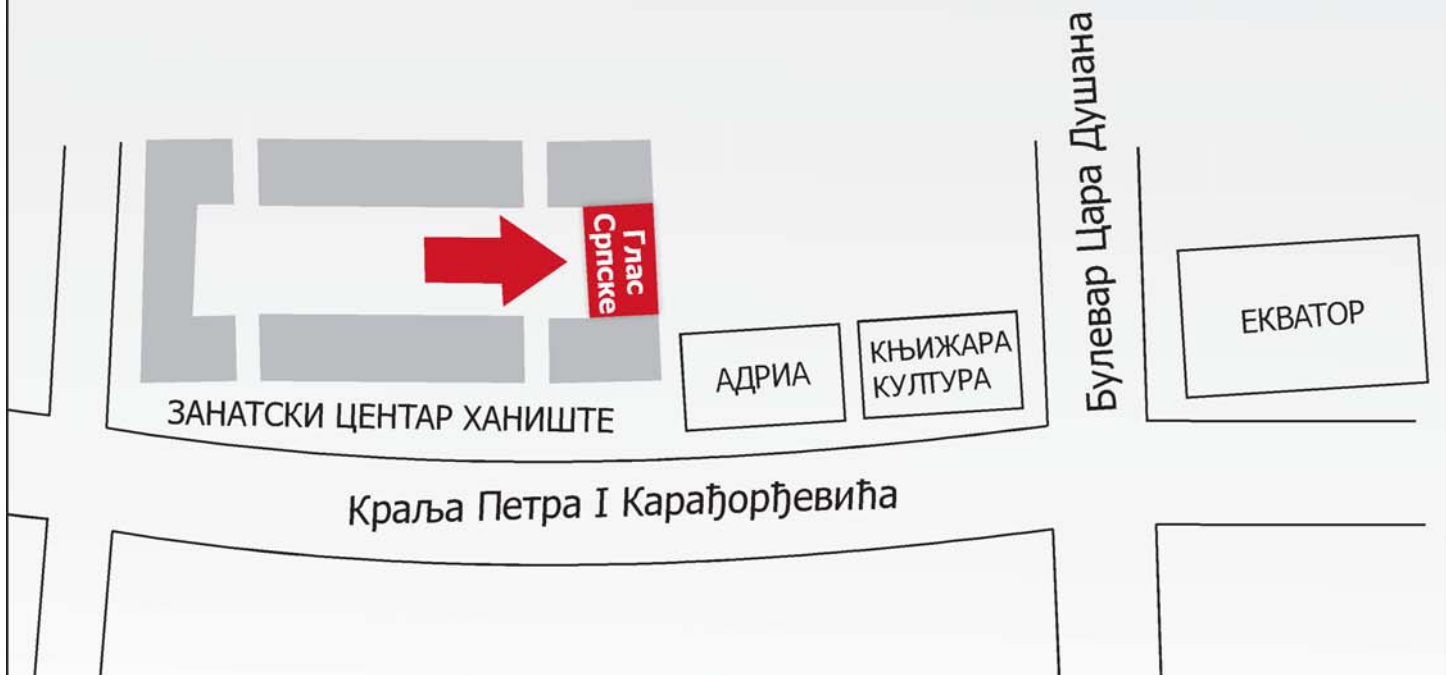 Булевар Цара Душана
Глас
Српске
ЕКВАТОР
АДРИА
КЊИЖАРА
КУЛТУРА
ЗАНАТСКИ ЦЕНТАР ХАНИШТЕ
Краља Петра I Карађорђевића